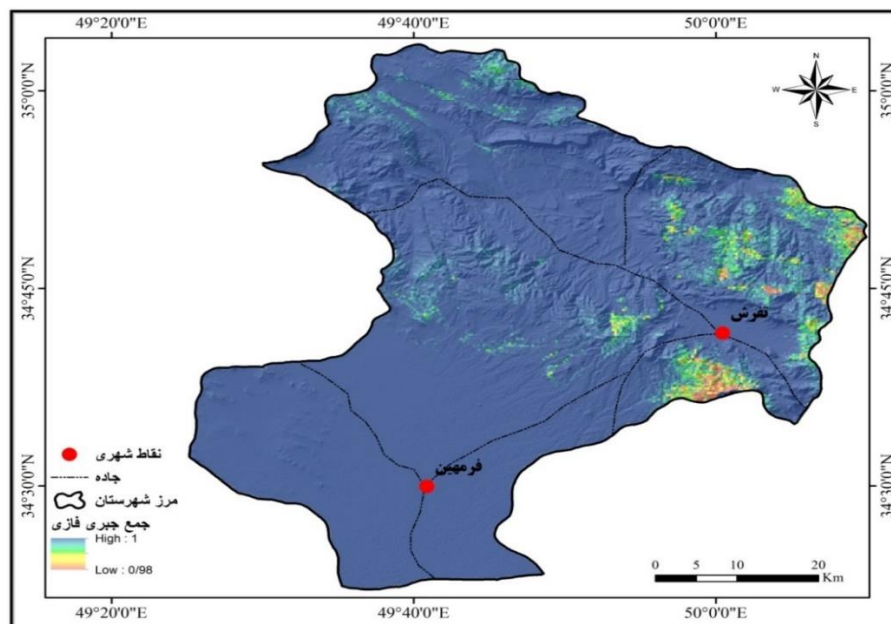 49°20'0"E
49°40'0"E
50°0'0"E
35°0'0"N
35°0'0"N
N
W
E
S
34°45'0"N
34°45'0"N
تفرش
نقاط شهری
جاده
مرز شهرستان
جمع جبری فازی
High : 1
Low : 0/98
فرمهین
34°30'0"N
34°30'0"N
0 5 10 20
Km
49°20'0"E
49°40'0"E
50°0'0"E